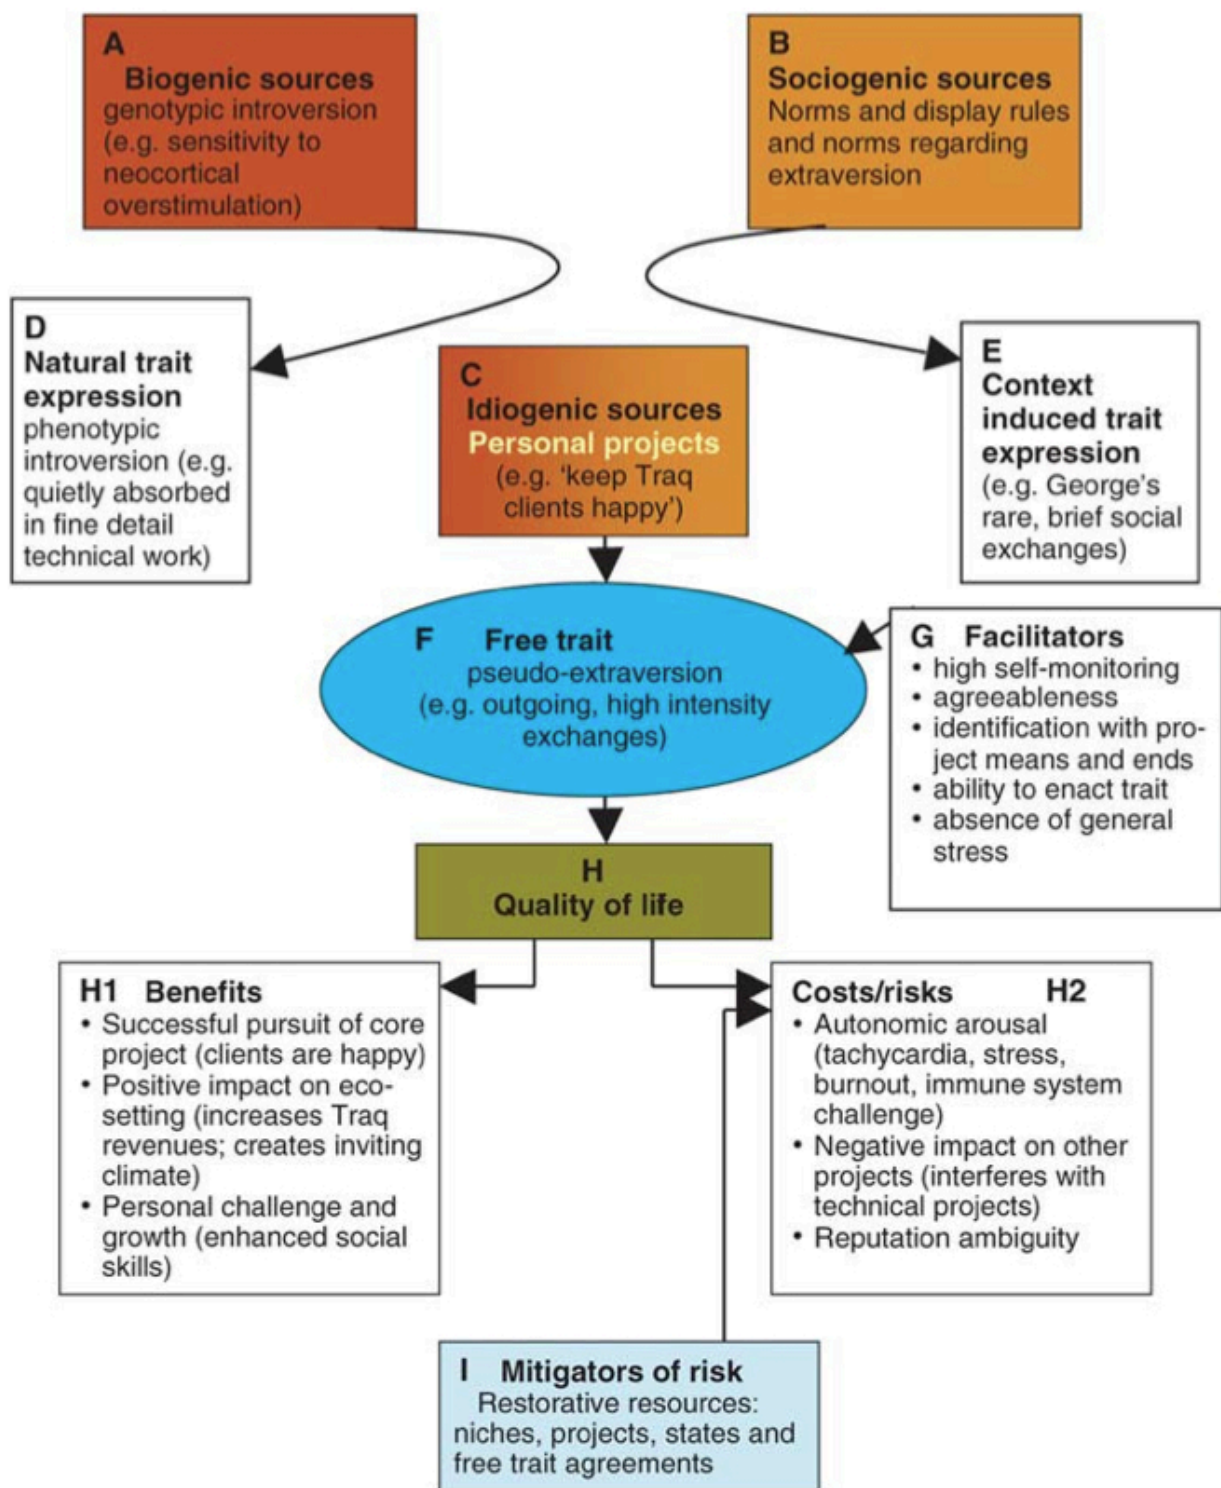 A
Biogenic sources
genotypic introversion
(e.g. sensitivity to
neocortical
overstimulation)
B
Sociogenic sources
Norms and display rules
and norms regarding
extraversion
D
Natural trait
expression
phenotypic
introversion (e.g.
quietly absorbed
in fine detail
technical work)
C
Idiogenic sources
Personal projects
(e.g. ‘keep Traq
clients happy’)
E
Context
induced trait
expression
(e.g. George's
rare, brief social
exchanges)
F Free trait
pseudo-extraversion
(e.g. outgoing, high intensity
exchanges)
G Facilitators
• high self-monitoring
• agreeableness
• identification with pro-
ject means and ends
• ability to enact trait
• absence of general
stress
H
Quality of life
H1 Benefits
• Successful pursuit of core
project (clients are happy)
• Positive impact on eco-
setting (increases Traq
revenues; creates inviting
climate)
• Personal challenge and
growth (enhanced social
skills)
Costs/risks H2
• Autonomic arousal
(tachycardia, stress,
burnout, immune system
challenge)
• Negative impact on other
projects (interferes with
technical projects)
• Reputation ambiguity
I Mitigators of risk
Restorative resources:
niches, projects, states and
free trait agreements